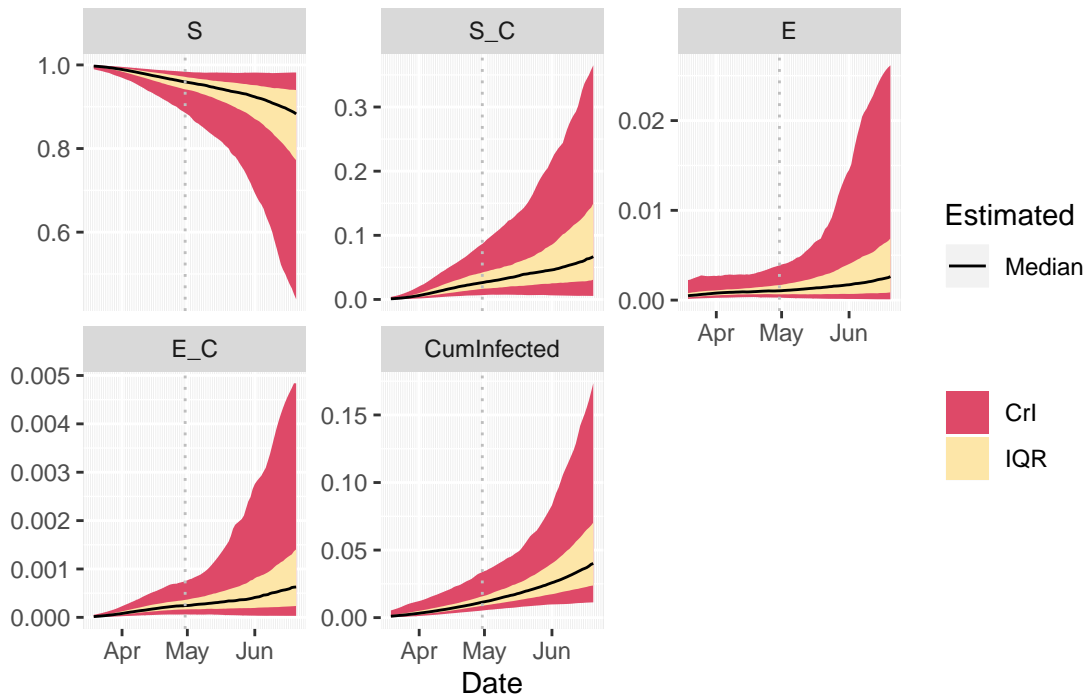 S
S_C
E
1.0
0.8
0.6
0.3
0.2
0.1
0.0
0.02
0.01
0.00
Apr May Jun
E_C
CumInfected
0.005
0.004
0.003
0.002
0.001
0.000
0.15
0.10
0.05
0.00
Apr May Jun
Apr May Jun
Date
Estimated
Median
CrI
IQR